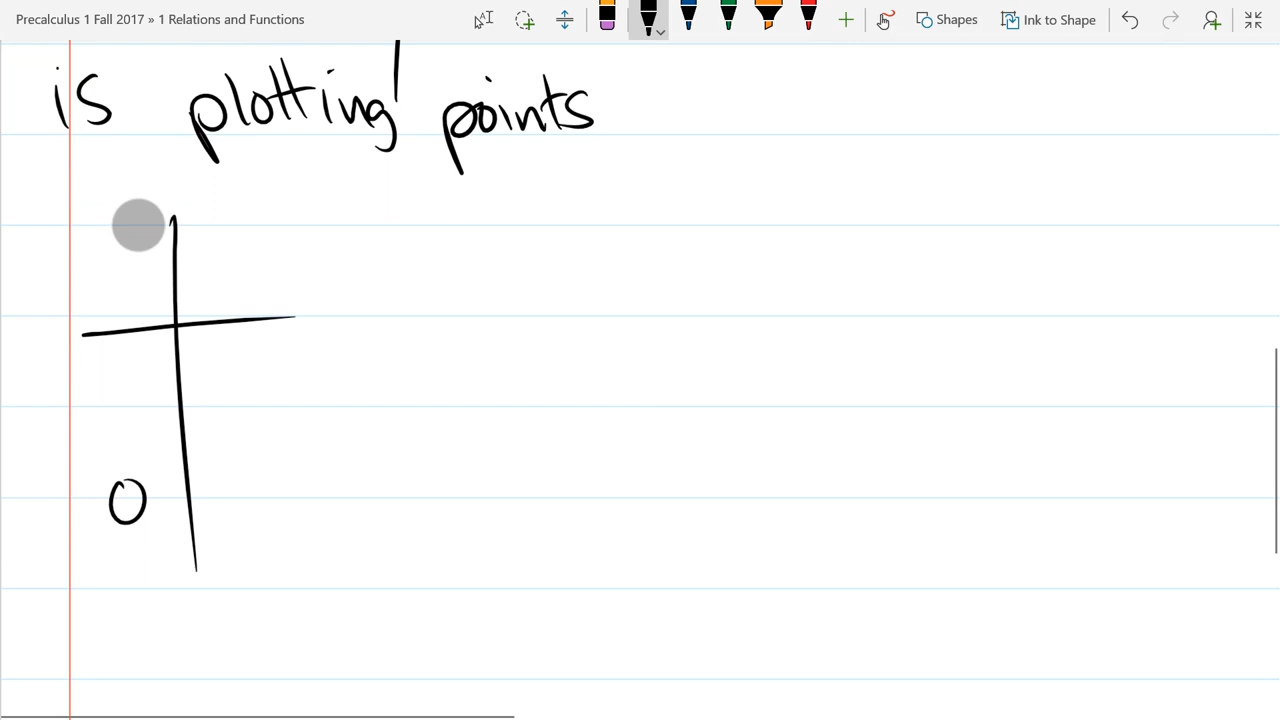 Precalculus 1 Fall 2017 » 1 Relations and Functions
Shapes
Ink to Shape
is plotting points
0